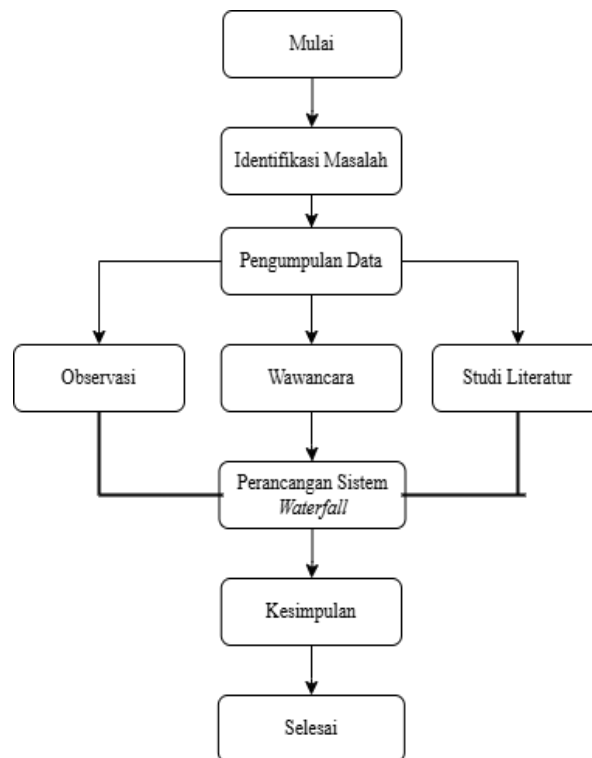 Mulai
Identifikasi Masalah
Pengumpulan Data
Observasi
Wawancara
Studi Literatur
Perancangan Sistem
Waterfall
Kesimpulan
Selesai